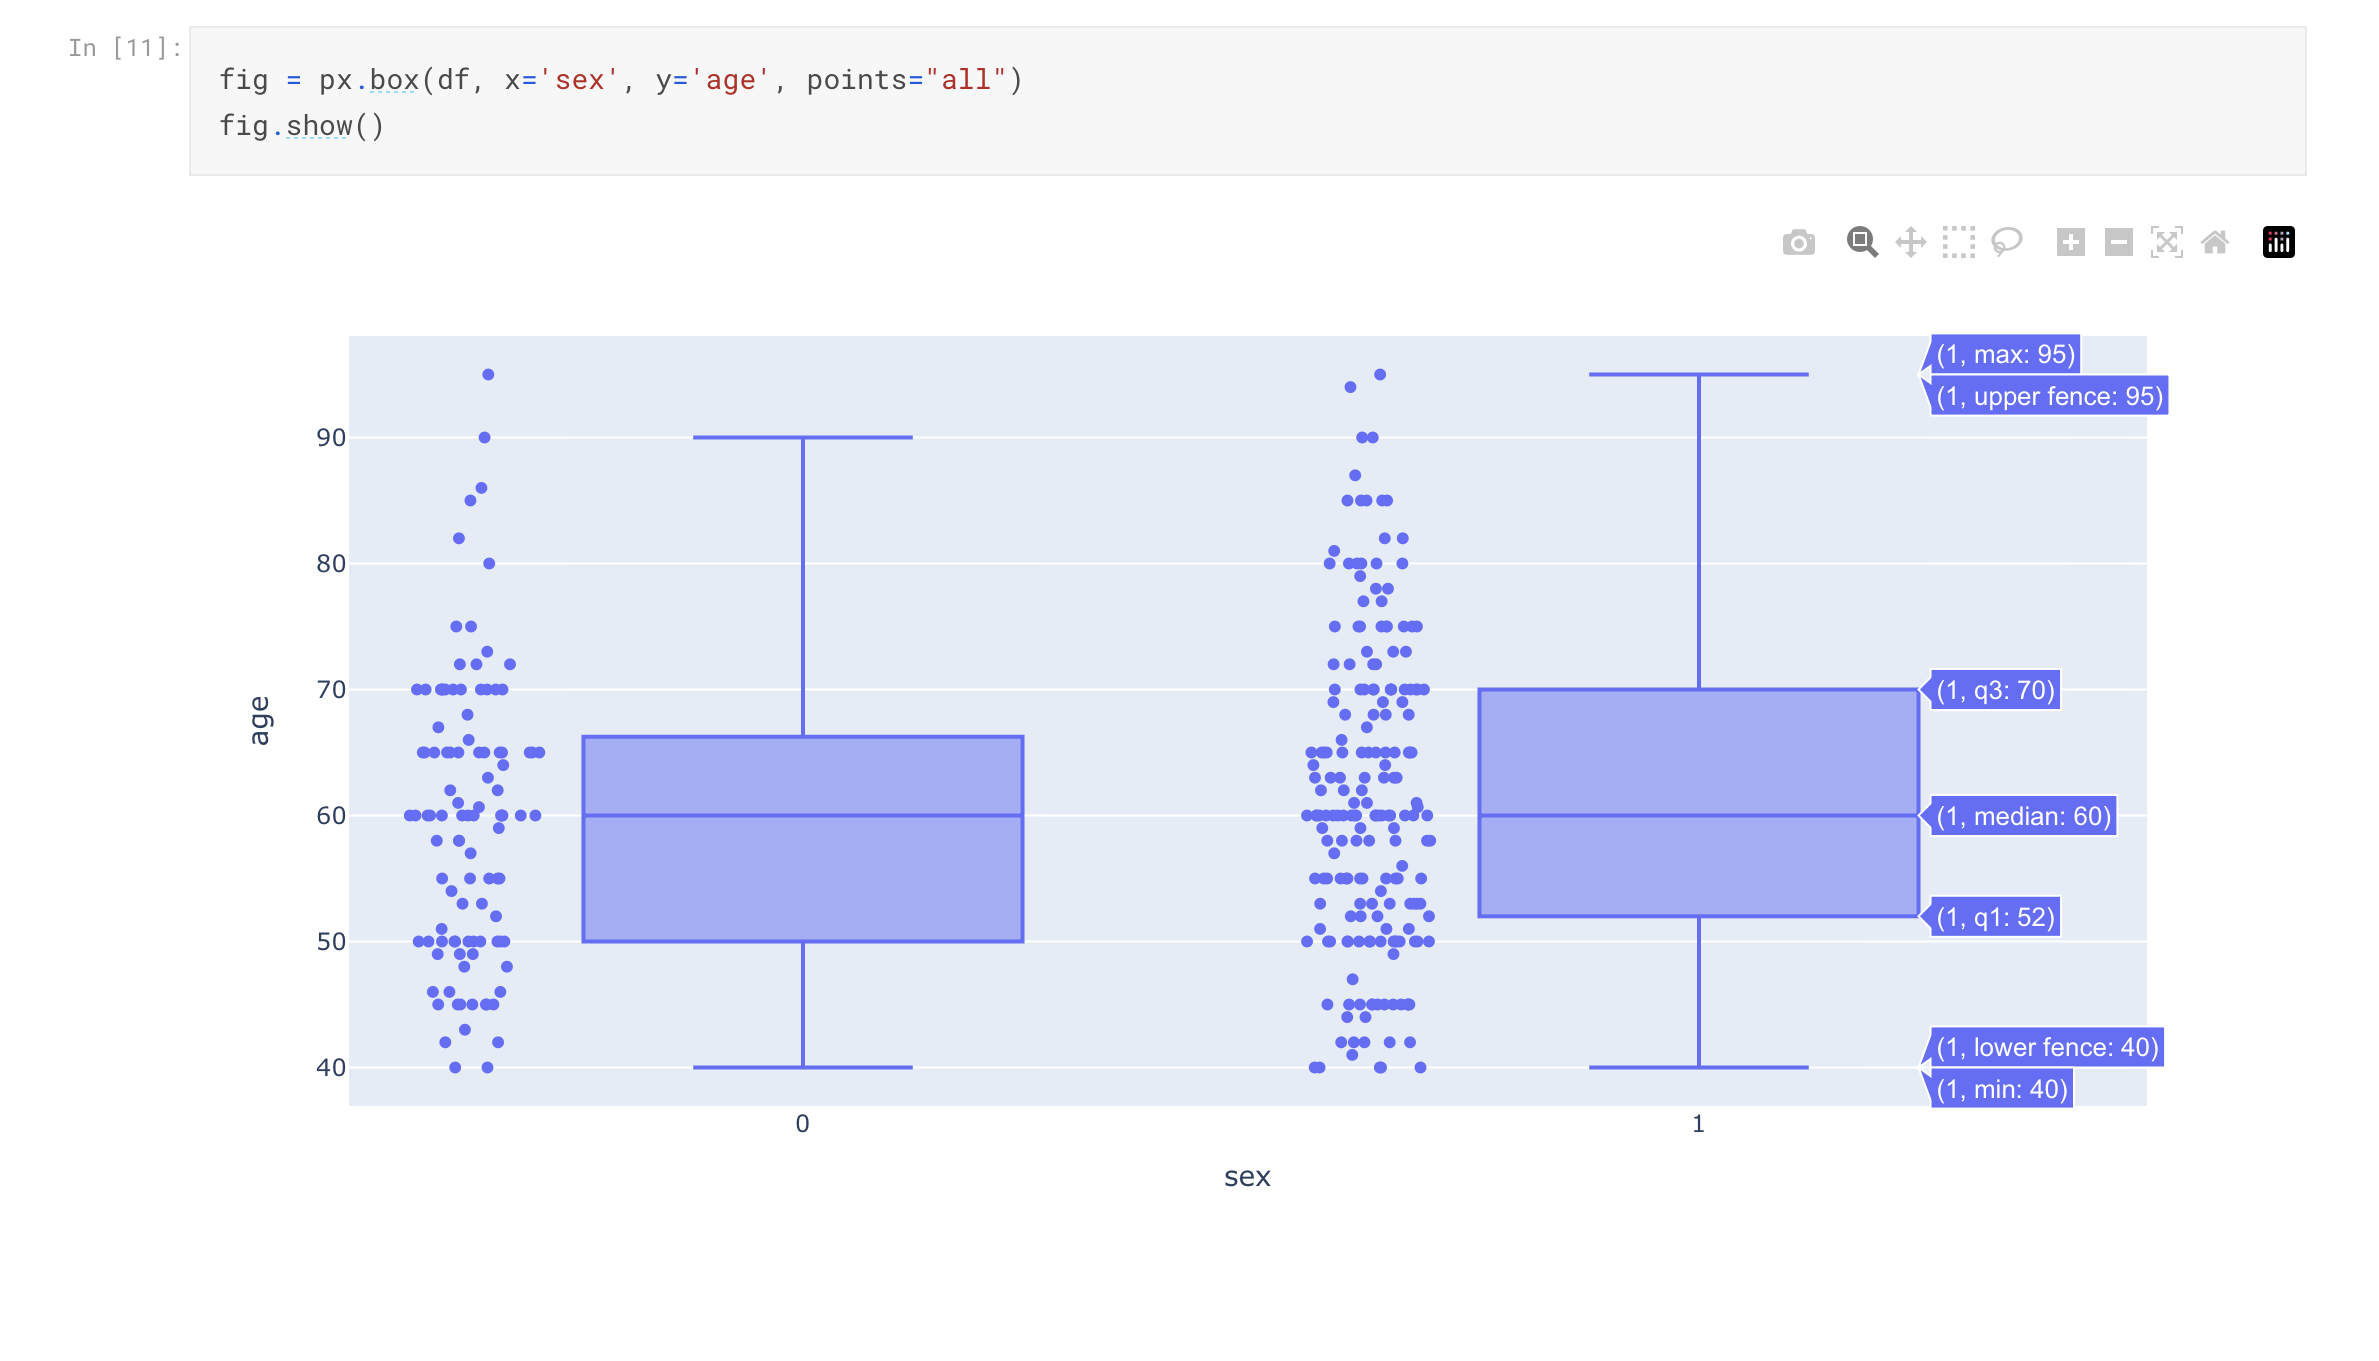 In [11]:
fig = px.box(df, x='sex', y='age', points="all")
fig.show()
(1, max: 95)
(1, upper fence: 95)
90
80
70
(1, q3: 70)
age
60
(1, median: 60)
(1, q1: 52)
50
(1, lower fence: 40)
40
(1, min: 40)
0
1
sex